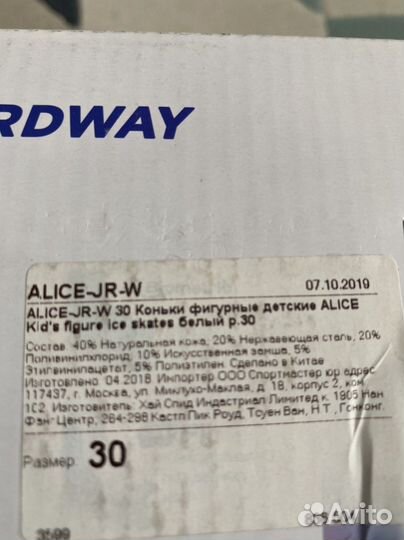 RDWAY
ALICE-JR-W 07.10.2019
ALICE-JR-W 30 Коньки фигурные детские ALICE
Kid's figure ice skates белый р.30
Состав: 40% Натуральная кожа, 20% Нержавеющая сталь, 20%
Поливинилхлорид, 10% Искусственная замша, 5%
Этиленвинилацетат, 5% Полиэтилен. Сделано в Китае
Изготовлено: 04.2018 Импортер ООО Спортмастер юр адрес
117437, г. Москва, ул. Миклухо-Маклая, д. 18, корпус 2, ком.
102. Изготовитель: Хай Спид Индастриал Лимитед к. 1905 Нан
Фанг Центр, 264-298 Кастл Пик Роуд, Тсуен Ван, Н.Т., Гонконг.
Размер 30
3599
Avito